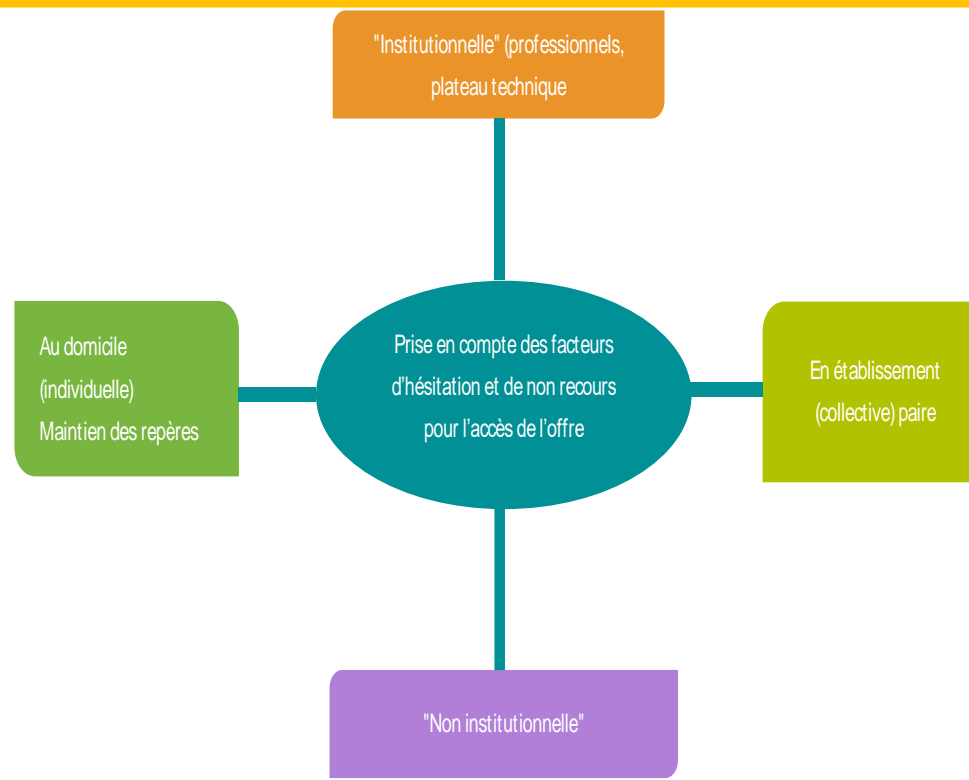 "Institutionnelle" (professionnels,
plateau technique
Au domicile
(individuelle)
Maintien des repères
Prise en compte des facteurs
d’hésitation et de non recours
pour l’accès de l’offre
En établissement
(collective) paire
"Non institutionnelle"